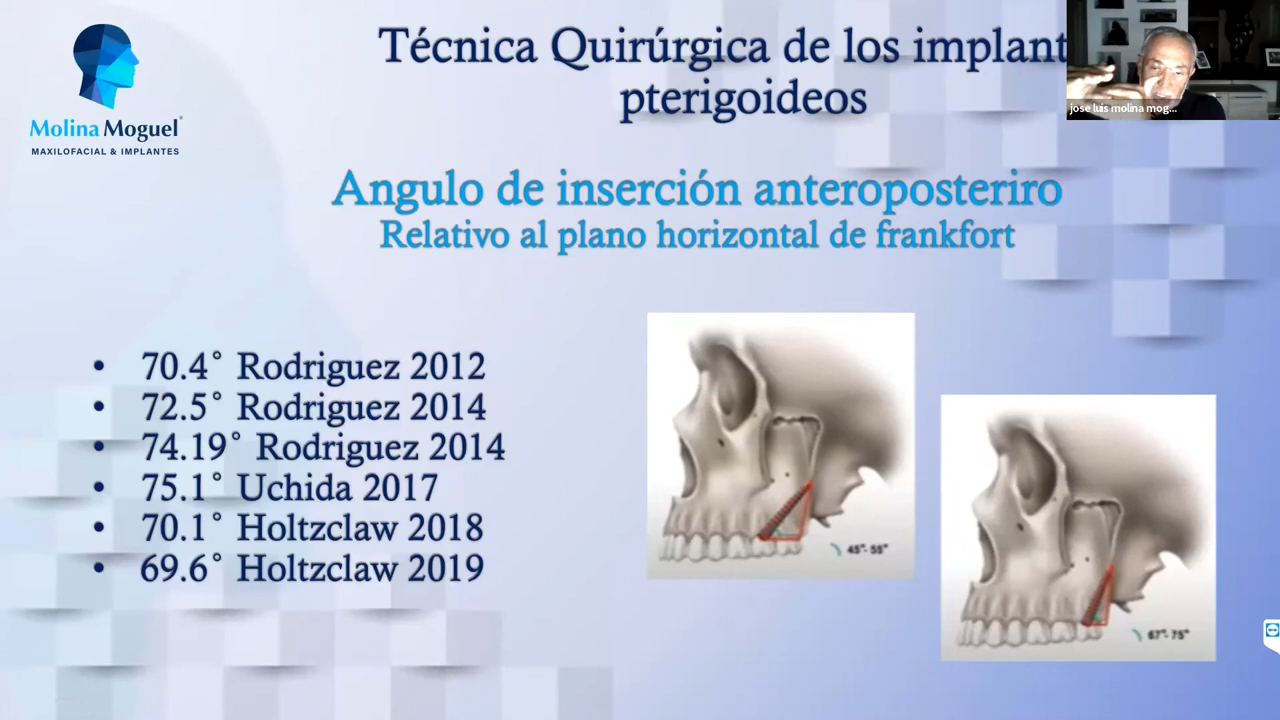 Molina Moguel
MAXILOFACIAL & IMPLANTES
Técnica Quirúrgica de los implant
pterigoideos
jose luis molina mog...
Angulo de inserción anteroposteriro
Relativo al plano horizontal de frankfort
• 70.4° Rodriguez 2012
• 72.5° Rodriguez 2014
• 74.19° Rodriguez 2014
• 75.1° Uchida 2017
• 70.1° Holtzclaw 2018
• 69.6° Holtzclaw 2019
45°- 55°
67°- 75°